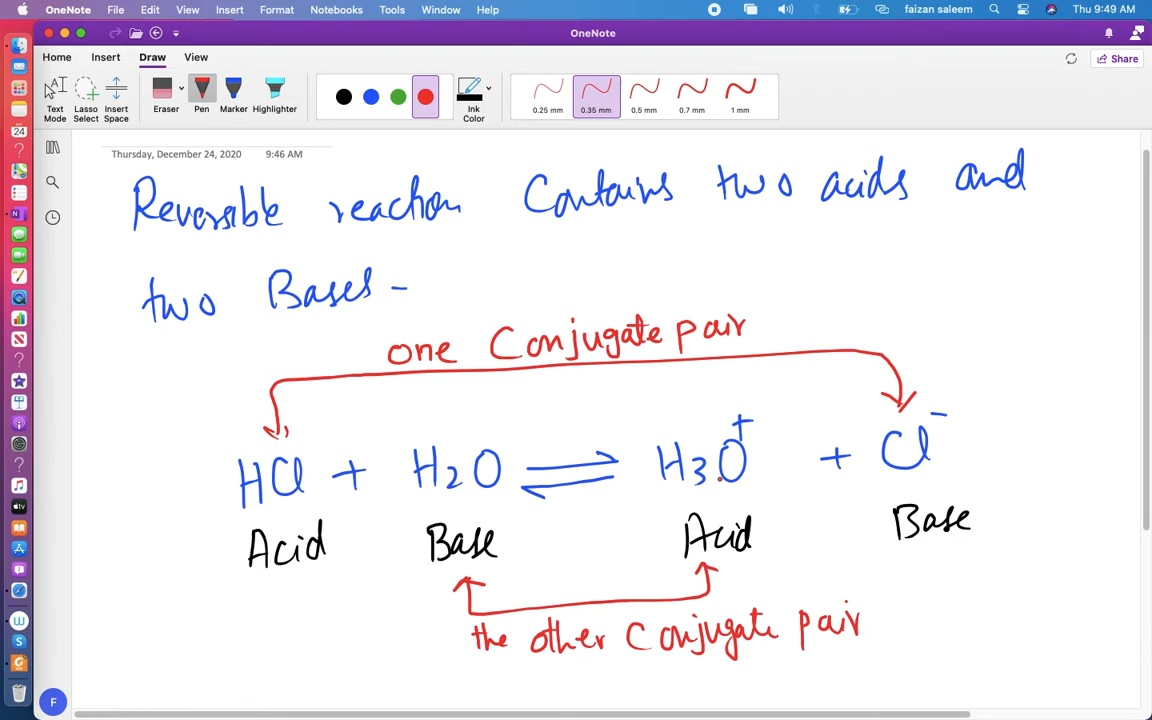 OneNote File Edit View Insert Format Notebooks Tools Window Help faizan saleem Thu 9:49 AM
OneNote
Home Insert Draw View Share
Text Mode
Lasso Select
Insert Space
Eraser
Pen
Marker
Highlighter
Ink Color
0.25 mm 0.35 mm 0.5 mm 0.7 mm 1 mm
24
Thursday, December 24, 2020 9:46 AM
Reversible reaction Contains two acids and
two Bases -
one Conjugate pair
HCl + H2O ⇌ H3O+ + Cl-
Acid Base Acid Base
the other Conjugate pair
F